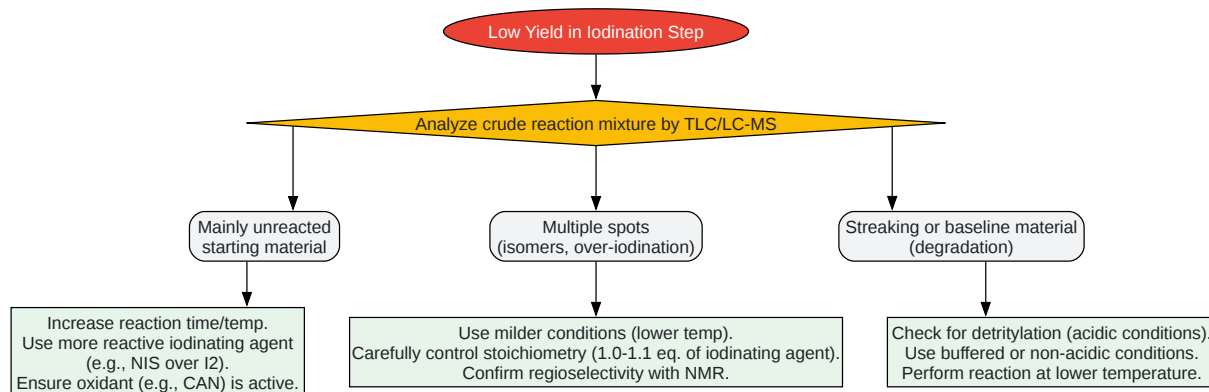 Low Yield in Iodination Step
Analyze crude reaction mixture by TLC/LC-MS
Mainly unreacted
starting material
Multiple spots
(isomers, over-iodination)
Streaking or baseline material
(degradation)
Increase reaction time/temp.
Use more reactive iodinating agent
(e.g., NIS over I2).
Ensure oxidant (e.g., CAN) is active.
Use milder conditions (lower temp).
Carefully control stoichiometry (1.0-1.1 eq. of iodinating agent).
Confirm regioselectivity with NMR.
Check for detritylation (acidic conditions).
Use buffered or non-acidic conditions.
Perform reaction at lower temperature.